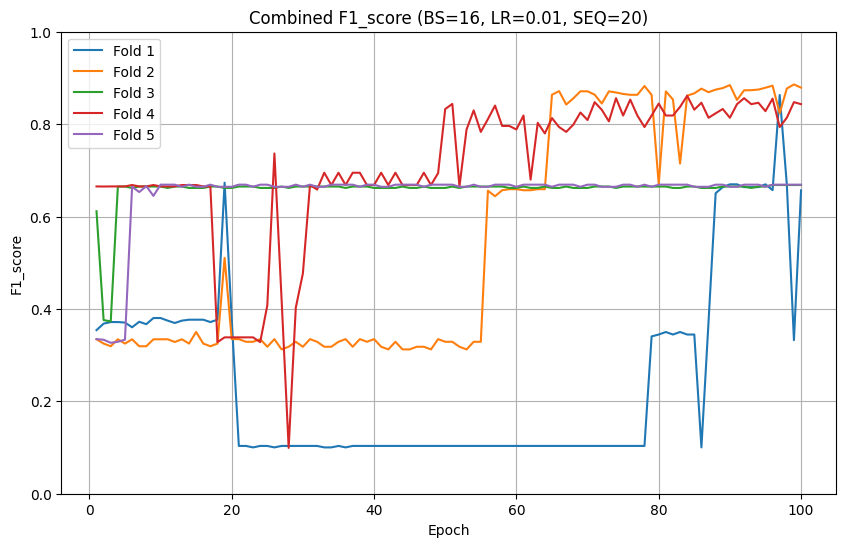 Combined F1_score (BS=16, LR=0.01, SEQ=20)
Fold 1
Fold 2
Fold 3
Fold 4
Fold 5
1.0
0.8
0.6
0.4
0.2
0.0
F1_score
0 20 40 60 80 100
Epoch